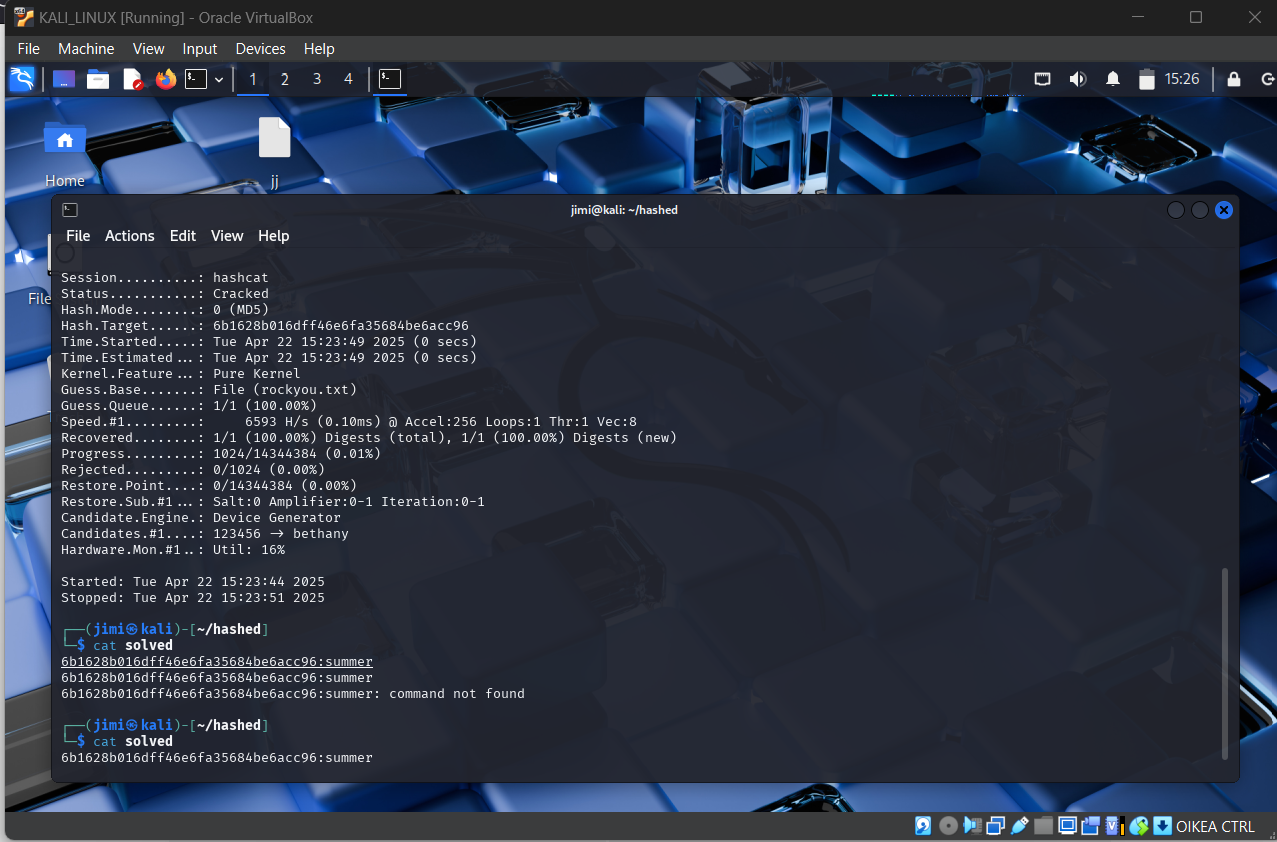 KALI_LINUX [Running] - Oracle VirtualBox
File Machine View Input Devices Help
1 2 3 4 15:26
Home
jj
jimi@kali: ~/hashed
File Actions Edit View Help
File
Session..........: hashcat
Status...........: Cracked
Hash.Mode........: 0 (MD5)
Hash.Target......: 6b1628b016dff46e6fa35684be6acc96
Time.Started.....: Tue Apr 22 15:23:49 2025 (0 secs)
Time.Estimated...: Tue Apr 22 15:23:49 2025 (0 secs)
Kernel.Feature...: Pure Kernel
Guess.Base.......: File (rockyou.txt)
Guess.Queue......: 1/1 (100.00%)
Speed.#1.........:     6593 H/s (0.10ms) @ Accel:256 Loops:1 Thr:1 Vec:8
Recovered........: 1/1 (100.00%) Digests (total), 1/1 (100.00%) Digests (new)
Progress.........: 1024/14344384 (0.01%)
Rejected.........: 0/1024 (0.00%)
Restore.Point....: 0/14344384 (0.00%)
Restore.Sub.#1...: Salt:0 Amplifier:0-1 Iteration:0-1
Candidate.Engine.: Device Generator
Candidates.#1....: 123456 -> bethany
Hardware.Mon.#1..: Util: 16%
Started: Tue Apr 22 15:23:44 2025
Stopped: Tue Apr 22 15:23:51 2025
┌──(jimi㉿kali)-[~/hashed]
└─$ cat solved
6b1628b016dff46e6fa35684be6acc96:summer
6b1628b016dff46e6fa35684be6acc96:summer
6b1628b016dff46e6fa35684be6acc96:summer: command not found
┌──(jimi㉿kali)-[~/hashed]
└─$ cat solved
6b1628b016dff46e6fa35684be6acc96:summer
OIKEA CTRL